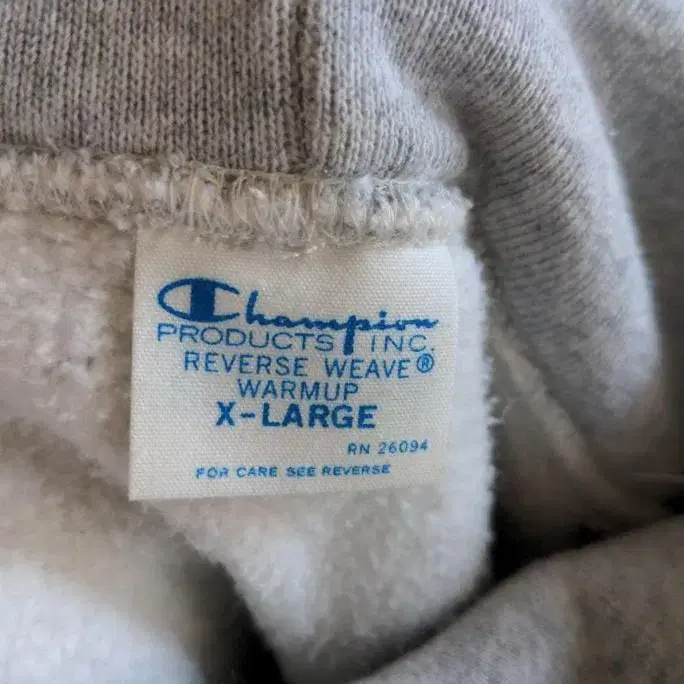 Champion
PRODUCTS INC.
REVERSE WEAVE®
WARMUP
X-LARGE
RN 26094
FOR CARE SEE REVERSE